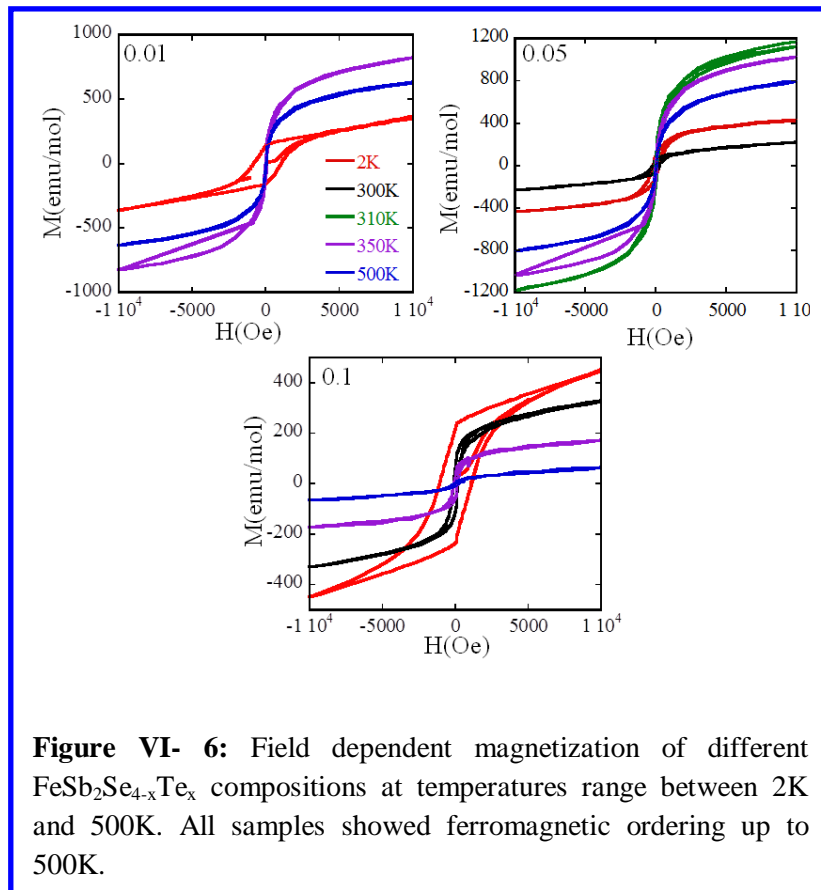 0.01
1000
500
0
-500
-1000
M(emu/mol)
-1 10⁴ -5000 0 5000 1 10⁴
H(Oe)
2K
300K
310K
350K
500K
0.05
1200
800
400
0
-400
-800
-1200
M(emu/mol)
-1 10⁴ -5000 0 5000 1 10
H(Oe)
0.1
400
200
0
-200
-400
M(emu/mol)
-1 10⁴ -5000 0 5000 1 10⁴
H(Oe)
Figure VI- 6: Field dependent magnetization of different
FeSb₂Se₄₋ₓTeₓ compositions at temperatures range between 2K
and 500K. All samples showed ferromagnetic ordering up to
500K.